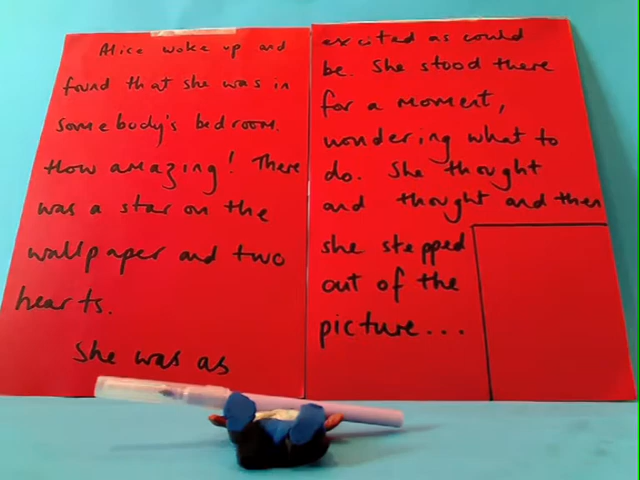 Alice woke up and
found that she was in
somebody's bedroom.
How amazing! There
was a star on the
wallpaper and two
hearts.
She was as
excited as could
be. She stood there
for a moment,
wondering what to
do. She thought
and thought and then
she stepped
out of the
picture...